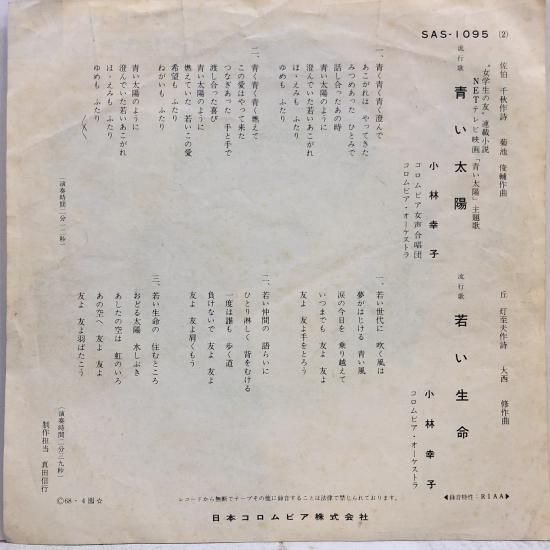 SAS-1095 (2)
佐伯 千秋作詩 菊池 俊輔作曲
"女学生の友"連載小説
NETテレビ映画「青い太陽」主題歌
流行歌 青い太陽
小林幸子
コロムビア女声合唱団
コロムビア・オーケストラ
一、青く青く青く澄んで
あこがれは やってきた
みつめあった ひとみで
話し合ったあの時
青い太陽のように
澄んでいた若いあこがれ
ほゝえみも ふたり
ゆめも ふたり
二、青く青く青く燃えて
この愛はやって来た
つなぎあった 手と手で
渡し合った喜び
青い太陽のように
燃えていた 若いこの愛
希望も ふたり
ねがいも ふたり
青い太陽のように
澄んでいた若いあこがれ
ほゝえみも ふたり
ゆめも ふたり
(演奏時間二分二二秒)
丘 灯至夫作詩 大西 修作曲
流行歌 若い生命
小林幸子
コロムビア・オーケストラ
一、若い世代に 吹く風は
夢がはじける 青い風
涙の今日を 乗り越えて
いつまでも 友よ 友よ
友よ 友よ手をとろう
二、若い仲間の 語らいに
ひとり淋しく 背をむける
一度は誰も 歩く道
負けないで 友よ 友よ
友よ 友よ肩くもう
三、若い生命の 住むところ
おどる太陽 水しぶき
あしたの空は 虹のいろ
あの空へ 友よ 友よ
友よ 友よ羽ばたこう
(演奏時間二分三九秒)
制作担当 真田信行
Ⓒ68・4園☆
レコードから無断でテープその他に録音することは法律で禁じられております。
◀録音特性：RIAA▶
日本コロムビア株式会社